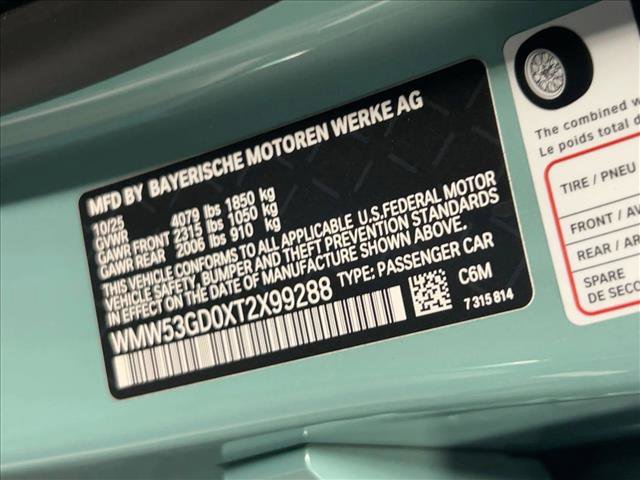 MFD BY BAYERISCHE MOTOREN WERKE AG
10/25
GVWR 4079 lbs 1850 kg
GAWR FRONT 2315 lbs 1050 kg
GAWR REAR 2006 lbs 910 kg
THIS VEHICLE CONFORMS TO ALL APPLICABLE U.S.FEDERAL MOTOR
VEHICLE SAFETY, BUMPER AND THEFT PREVENTION STANDARDS
IN EFFECT ON THE DATE OF MANUFACTURE SHOWN ABOVE.
WMW53GD0XT2X99288 TYPE: PASSENGER CAR
C6M
7 315 814
The combined w
Le poids total d
TIRE / PNEU
FRONT / AV
REAR / AR
SPARE
DE SECO